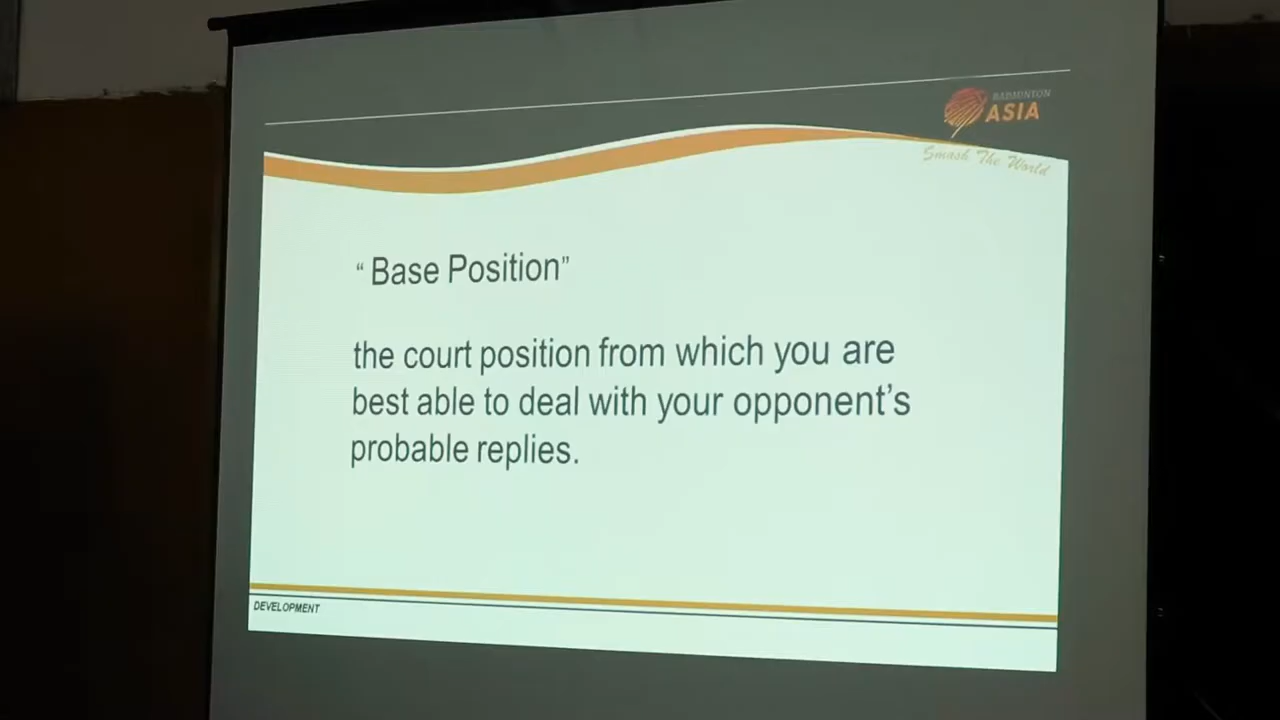 BADMINTON
ASIA
Smash The World
“ Base Position”
the court position from which you are
best able to deal with your opponent’s
probable replies.
DEVELOPMENT